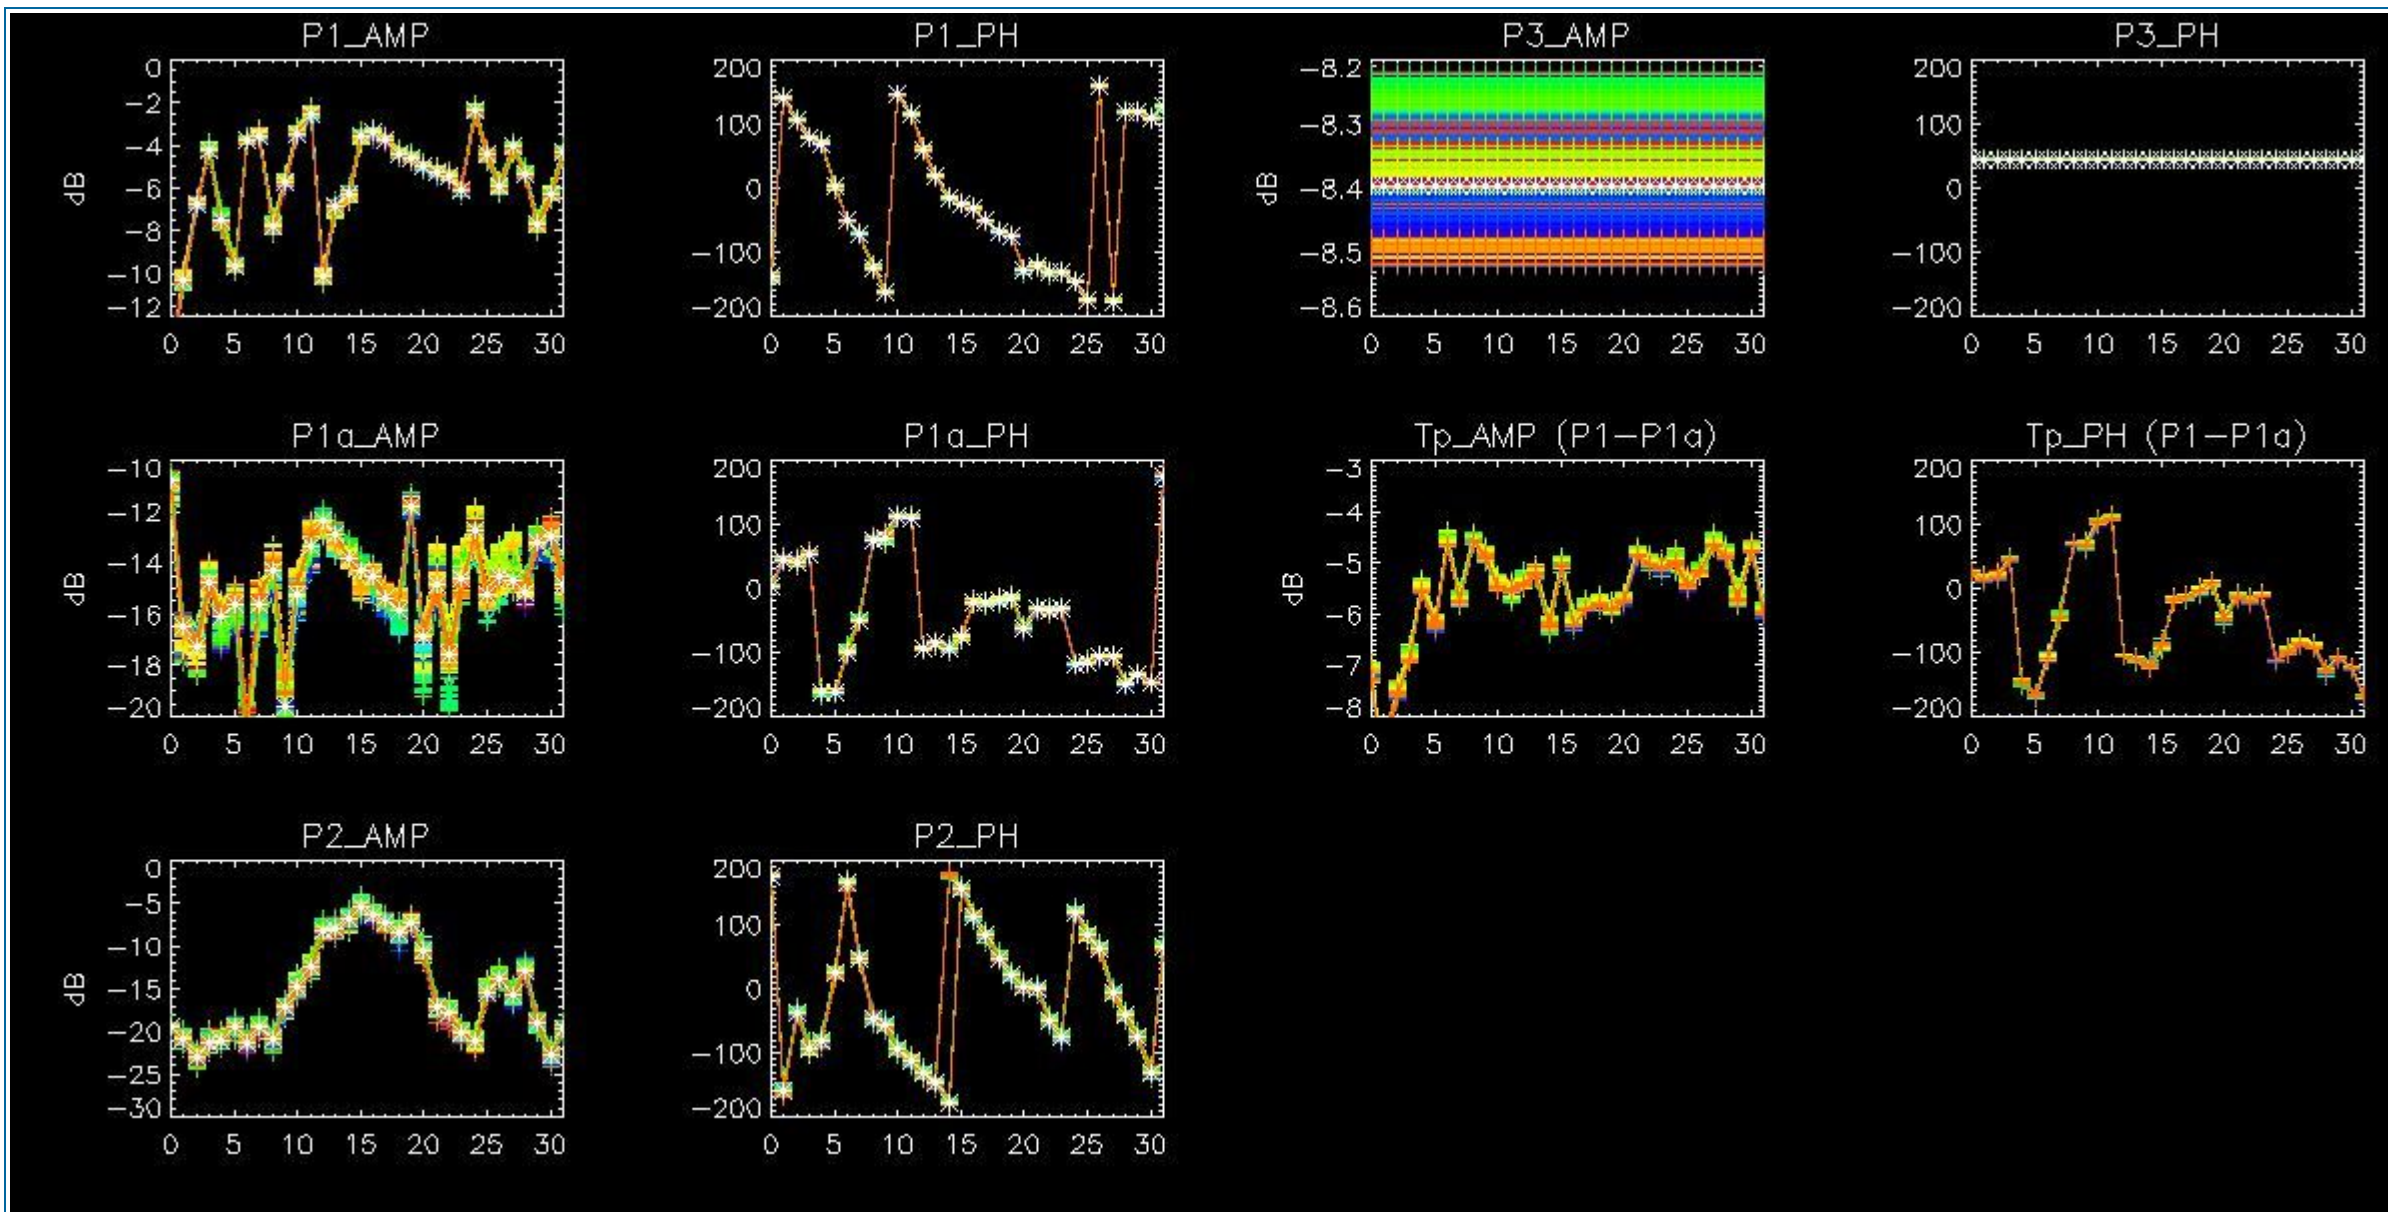 P1_AMP
0
−2
−4
−6
−8
−10
−12
dB
0 5 10 15 20 25 30
P1_PH
200
100
0
−100
−200
0 5 10 15 20 25 30
P3_AMP
−8.2
−8.3
−8.4
−8.5
−8.6
dB
0 5 10 15 20 25 30
P3_PH
200
100
0
−100
−200
0 5 10 15 20 25 30
P1a_AMP
−10
−12
−14
−16
−18
−20
dB
0 5 10 15 20 25 30
P1a_PH
200
100
0
−100
−200
0 5 10 15 20 25 30
Tp_AMP (P1−P1a)
−3
−4
−5
−6
−7
−8
dB
0 5 10 15 20 25 30
Tp_PH (P1−P1a)
200
100
0
−100
−200
0 5 10 15 20 25 30
P2_AMP
0
−5
−10
−15
−20
−25
−30
dB
0 5 10 15 20 25 30
P2_PH
200
100
0
−100
−200
0 5 10 15 20 25 30